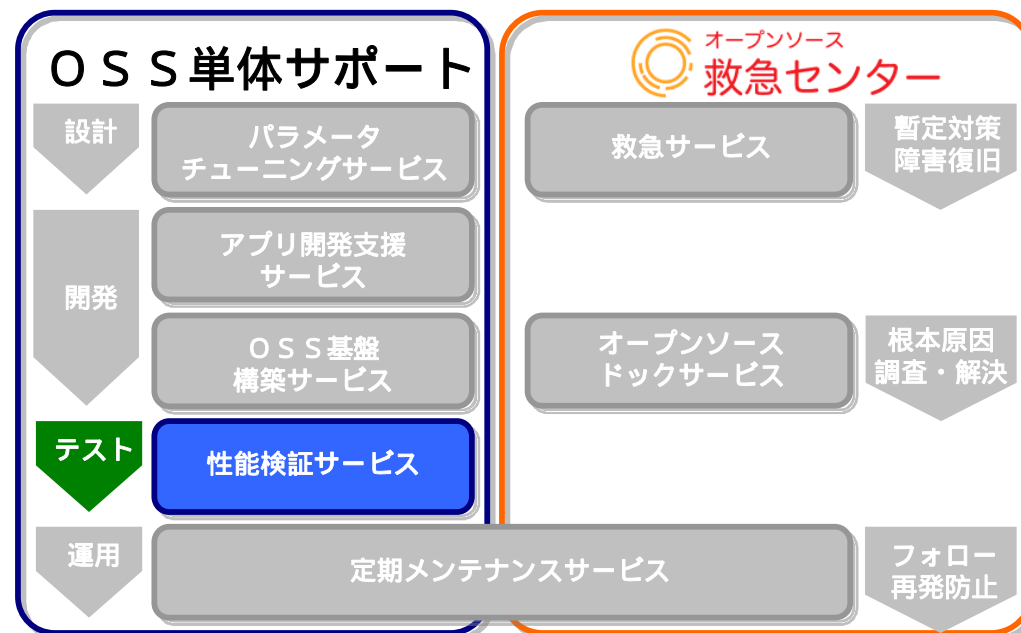 ＯＳＳ単体サポート
設計
パラメータ
チューニングサービス
開発
アプリ開発支援
サービス
ＯＳＳ基盤
構築サービス
テスト
性能検証サービス
運用
定期メンテナンスサービス
オープンソース
救急センター
救急サービス
暫定対策
障害復旧
オープンソース
ドックサービス
根本原因
調査・解決
フォロー
再発防止